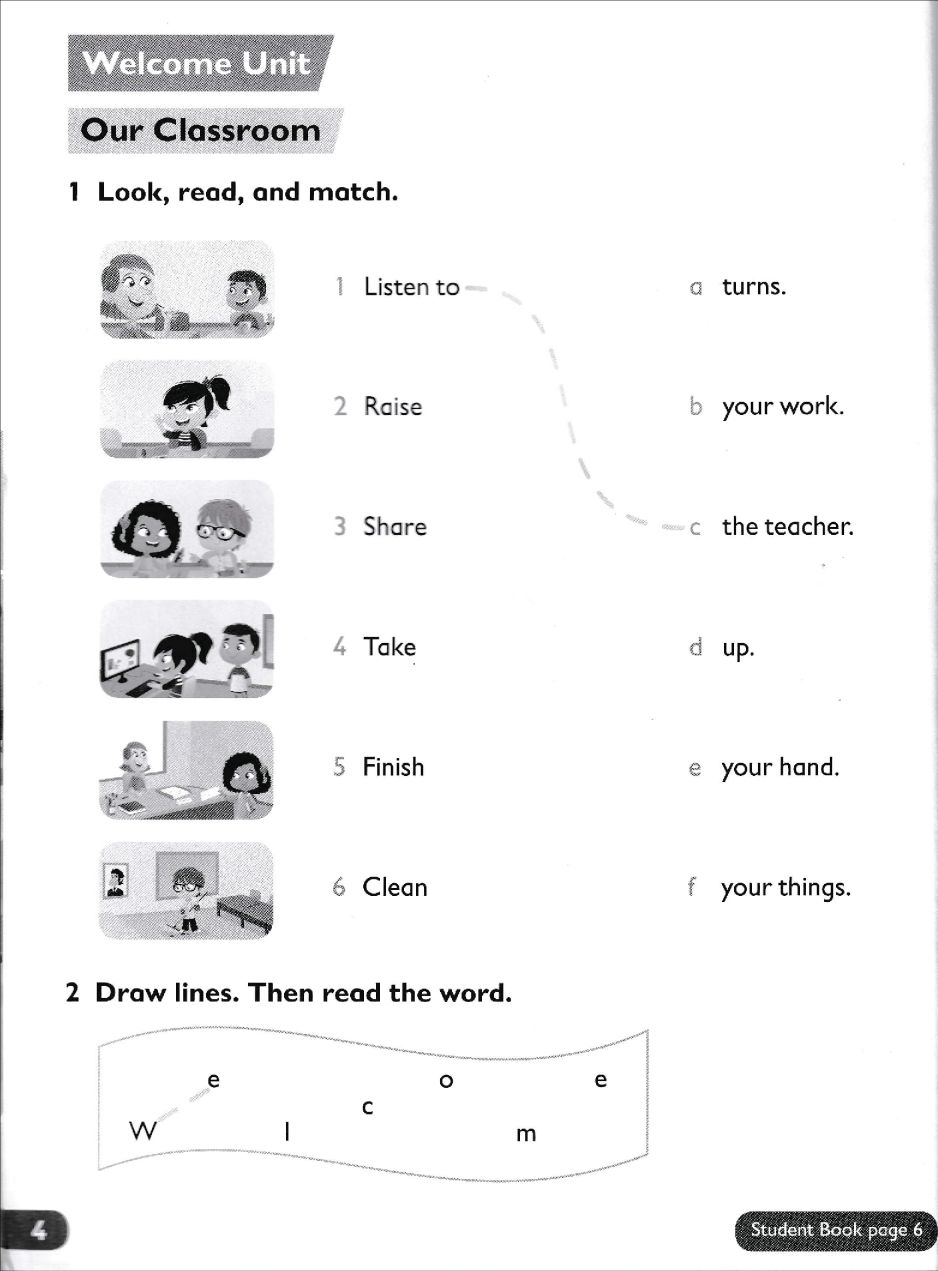 Welcome Unit
Our Classroom
1 Look, read, and match.
1 Listen to
a turns.
2 Raise
b your work.
3 Share
c the teacher.
4 Take
d up.
5 Finish
e your hand.
6 Clean
f your things.
2 Draw lines. Then read the word.
W e l c o m e
4
Student Book page 6